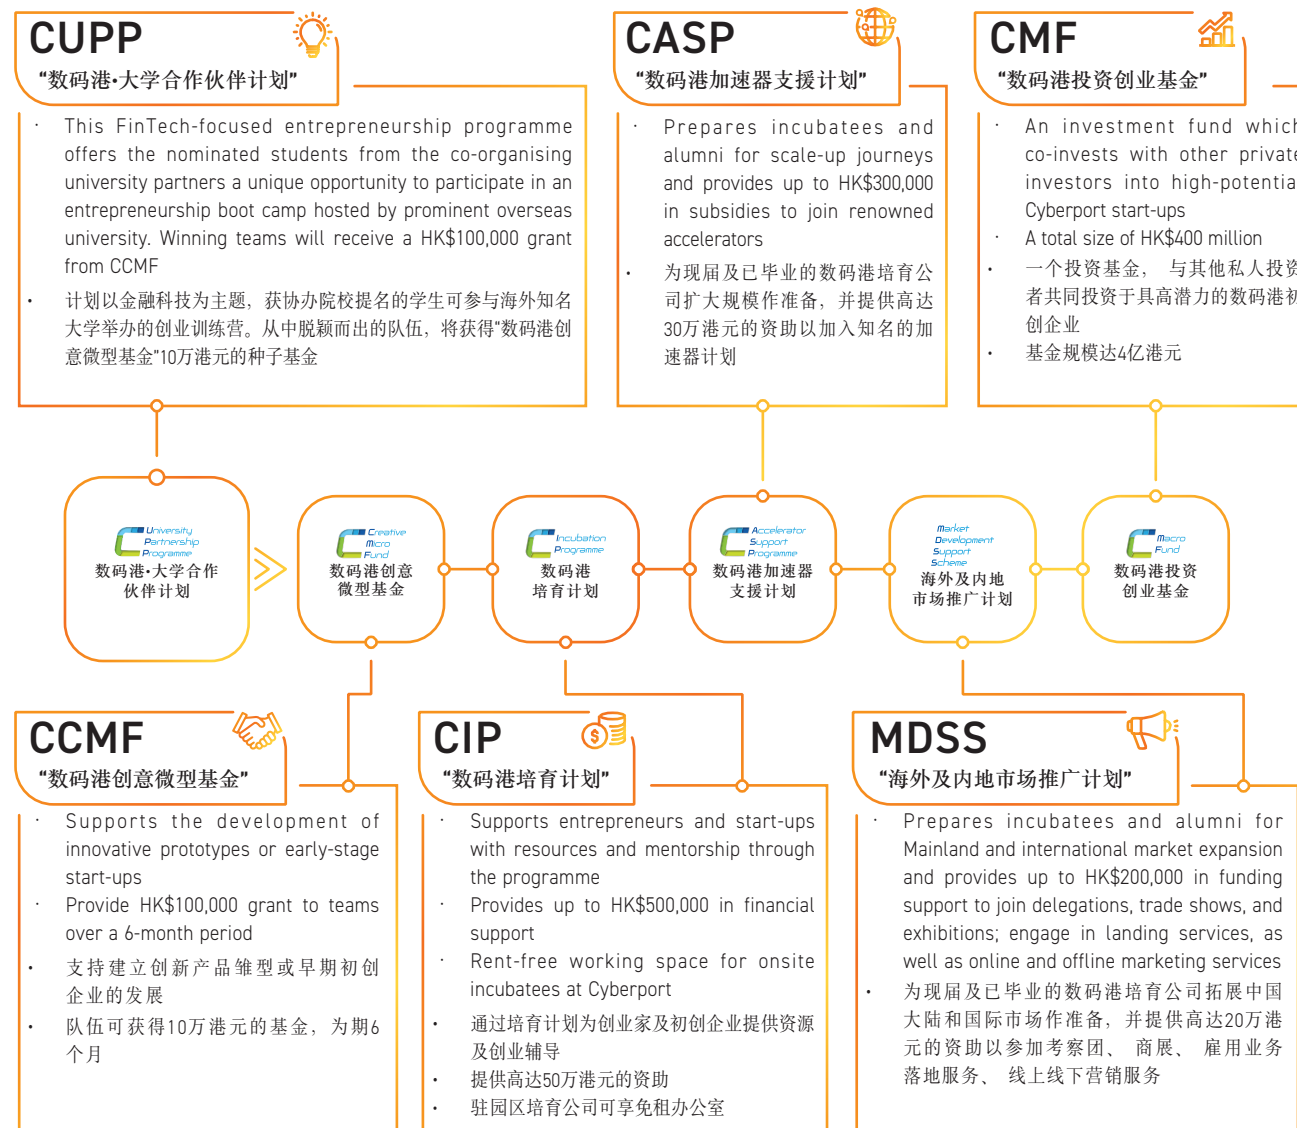 CUPP
“数码港•大学合作伙伴计划”
· This FinTech-focused entrepreneurship programme
offers the nominated students from the co-organising
university partners a unique opportunity to participate in an
entrepreneurship boot camp hosted by prominent overseas
university. Winning teams will receive a HK$100,000 grant
from CCMF
• 计划以金融科技为主题，获协办院校提名的学生可参与海外知名
大学举办的创业训练营。从中脱颖而出的队伍，将获得“数码港创
意微型基金”10万港元的种子基金
CASP
“数码港加速器支援计划”
· Prepares incubatees and
alumni for scale-up journeys
and provides up to HK$300,000
in subsidies to join renowned
accelerators
• 为现届及已毕业的数码港培育公
司扩大规模作准备，并提供高达
30万港元的资助以加入知名的加
速器计划
CMF
“数码港投资创业基金”
· An investment fund which
co-invests with other private
investors into high-potential
Cyberport start-ups
· A total size of HK$400 million
• 一个投资基金， 与其他私人投资
者共同投资于具高潜力的数码港初
创企业
• 基金规模达4亿港元
University
Partnership
Programme
数码港•大学合作
伙伴计划
Creative
Micro
Fund
数码港创意
微型基金
Incubation
Programme
数码港
培育计划
Accelerator
Support
Programme
数码港加速器
支援计划
Market
Development
Support
Scheme
海外及内地
市场推广计划
Macro
Fund
数码港投资
创业基金
CCMF
“数码港创意微型基金”
· Supports the development of
innovative prototypes or early-stage
start-ups
· Provide HK$100,000 grant to teams
over a 6-month period
• 支持建立创新产品雏型或早期初创
企业的发展
• 队伍可获得10万港元的基金，为期6
个月
CIP
“数码港培育计划”
· Supports entrepreneurs and start-ups
with resources and mentorship through
the programme
· Provides up to HK$500,000 in financial
support
· Rent-free working space for onsite
incubatees at Cyberport
• 通过培育计划为创业家及初创企业提供资源
及创业辅导
• 提供高达50万港元的资助
• 驻园区培育公司可享免租办公室
MDSS
“海外及内地市场推广计划”
· Prepares incubatees and alumni for
Mainland and international market expansion
and provides up to HK$200,000 in funding
support to join delegations, trade shows, and
exhibitions; engage in landing services, as
well as online and offline marketing services
• 为现届及已毕业的数码港培育公司拓展中国
大陆和国际市场作准备，并提供高达20万港
元的资助以参加考察团、 商展、 雇用业务
落地服务、 线上线下营销服务